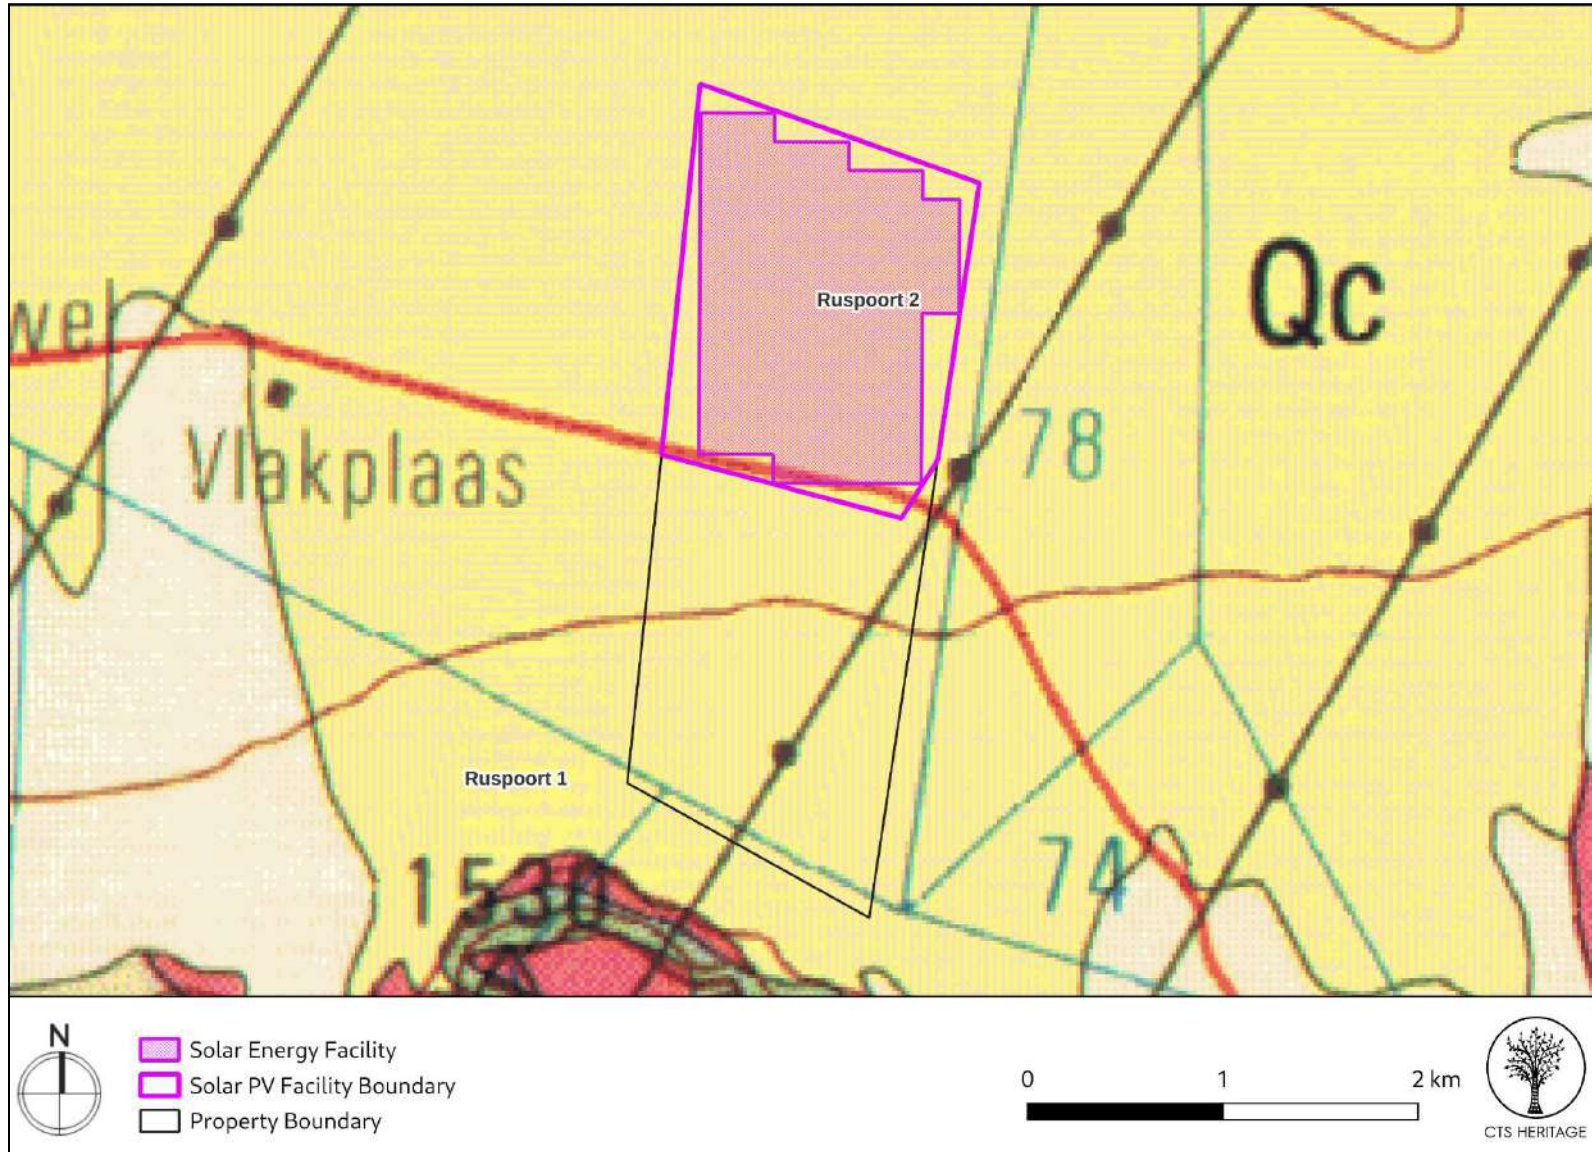 Ruspoort 2
Qc
wel
78
Vlakplaas
Ruspoort 1
74
N
Solar Energy Facility
Solar PV Facility Boundary
Property Boundary
0 1 2 km
CTS HERITAGE